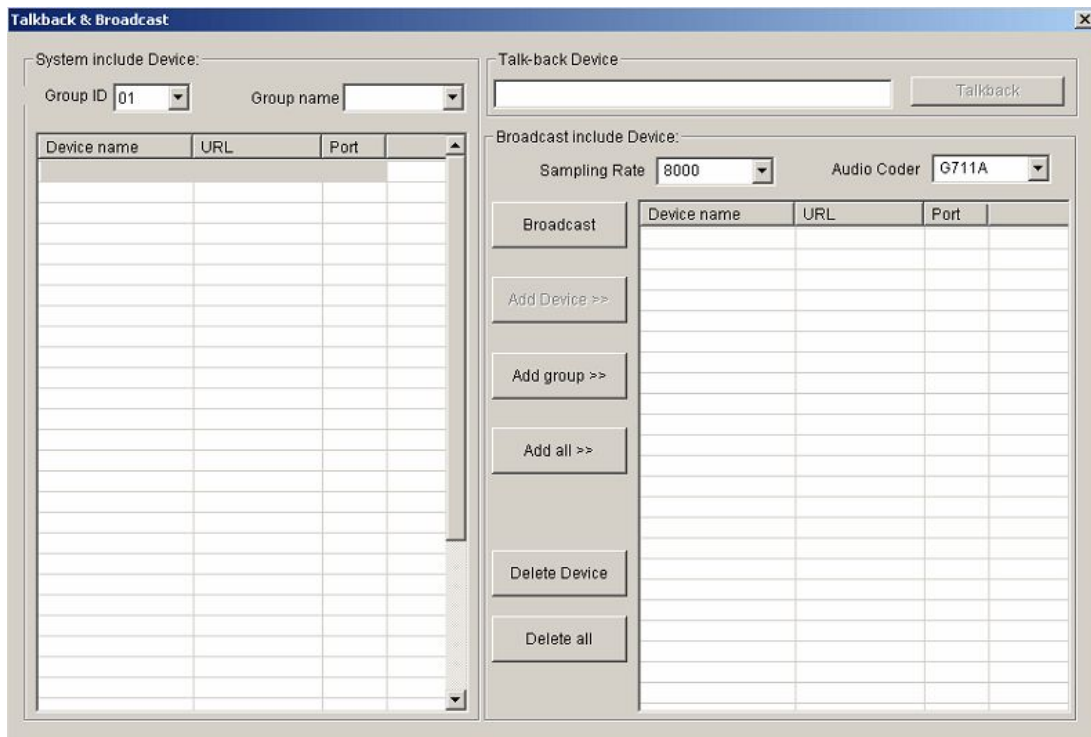 Talkback & Broadcast
System include Device:
Group ID 01 Group name
Device name URL Port
Talk-back Device
Talkback
Broadcast include Device:
Sampling Rate 8000 Audio Coder G711A
Broadcast
Add Device >>
Add group >>
Add all >>
Delete Device
Delete all
Device name URL Port